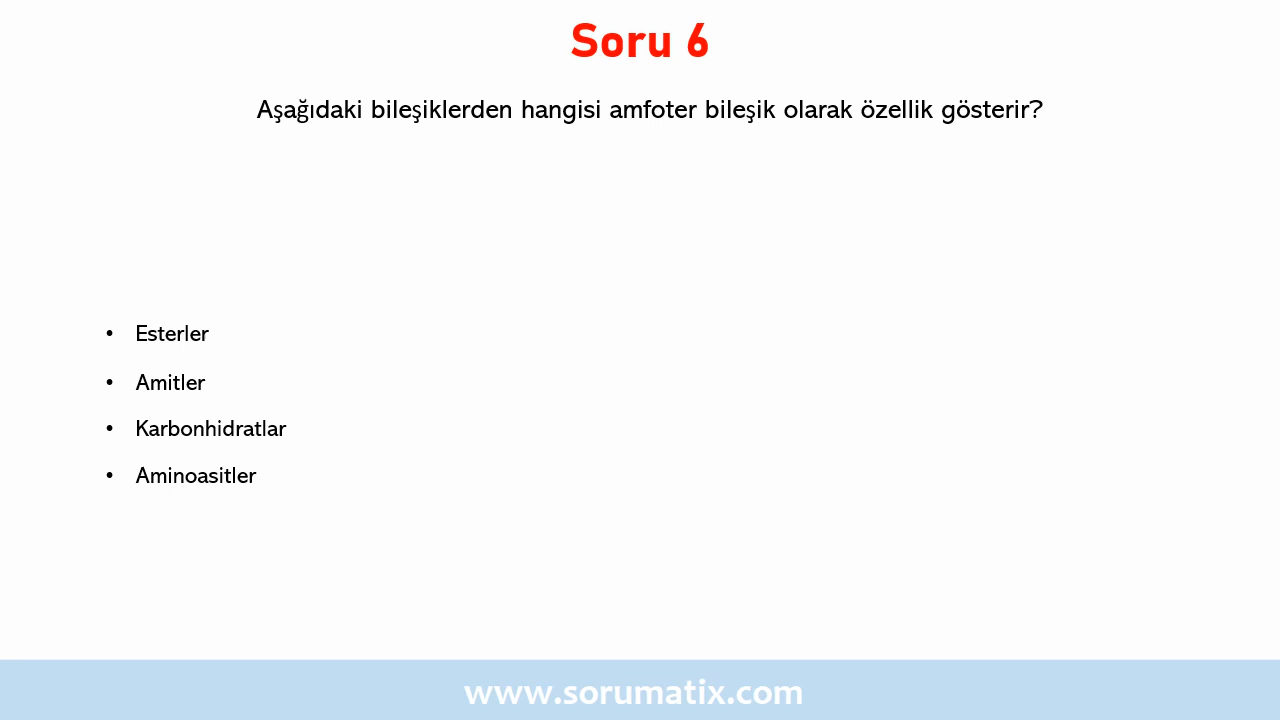 Soru 6
Aşağıdaki bileşiklerden hangisi amfoter bileşik olarak özellik gösterir?
• Esterler
• Amitler
• Karbonhidratlar
• Aminoasitler
www.sorumatix.com